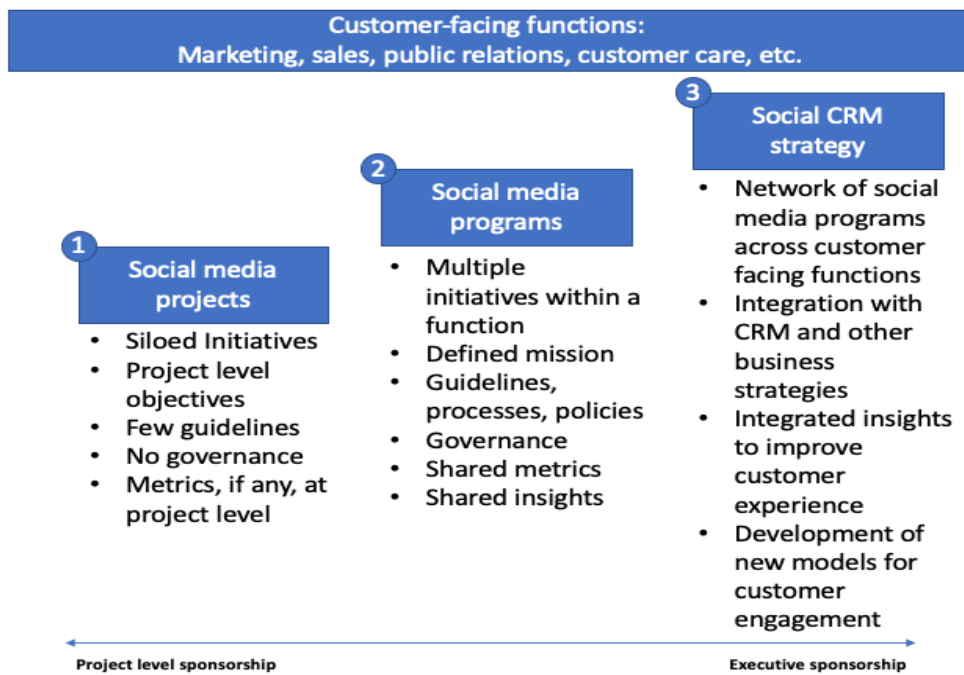 Customer-facing functions:
Marketing, sales, public relations, customer care, etc.
1
Social media
projects
• Siloed Initiatives
• Project level
objectives
• Few guidelines
• No governance
• Metrics, if any, at
project level
2
Social media
programs
• Multiple
initiatives within a
function
• Defined mission
• Guidelines,
processes, policies
• Governance
• Shared metrics
• Shared insights
3
Social CRM
strategy
• Network of social
media programs
across customer
facing functions
• Integration with
CRM and other
business
strategies
• Integrated insights
to improve
customer
experience
• Development of
new models for
customer
engagement
Project level sponsorship
Executive sponsorship